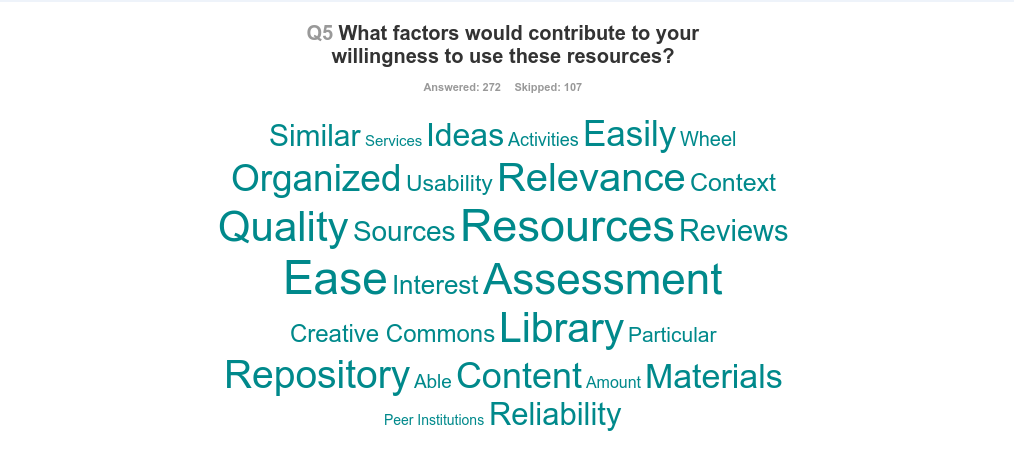 Q5 What factors would contribute to your
willingness to use these resources?
Answered: 272 Skipped: 107
Similar Services Ideas Activities Easily Wheel
Organized Usability Relevance Context
Quality Sources Resources Reviews
Ease Interest Assessment
Creative Commons Library Particular
Repository Able Content Amount Materials
Peer Institutions Reliability